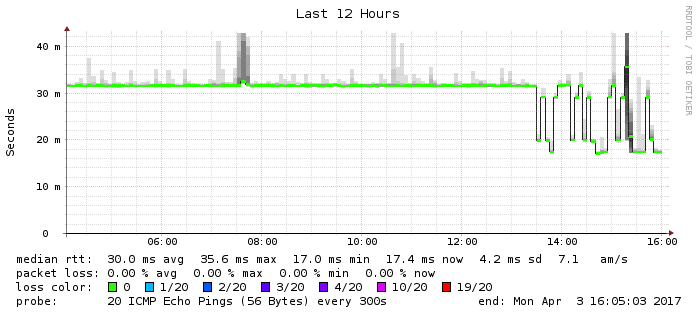 Last 12 Hours
RRDTOOL / TOBI OETIKER
Seconds
40 m
30 m
20 m
10 m
0
06:00 08:00 10:00 12:00 14:00 16:00
median rtt: 30.0 ms avg 35.6 ms max 17.0 ms min 17.4 ms now 4.2 ms sd 7.1 am/s
packet loss: 0.00 % avg 0.00 % max 0.00 % min 0.00 % now
loss color: 0 1/20 2/20 3/20 4/20 10/20 19/20
probe: 20 ICMP Echo Pings (56 Bytes) every 300s end: Mon Apr 3 16:05:03 2017